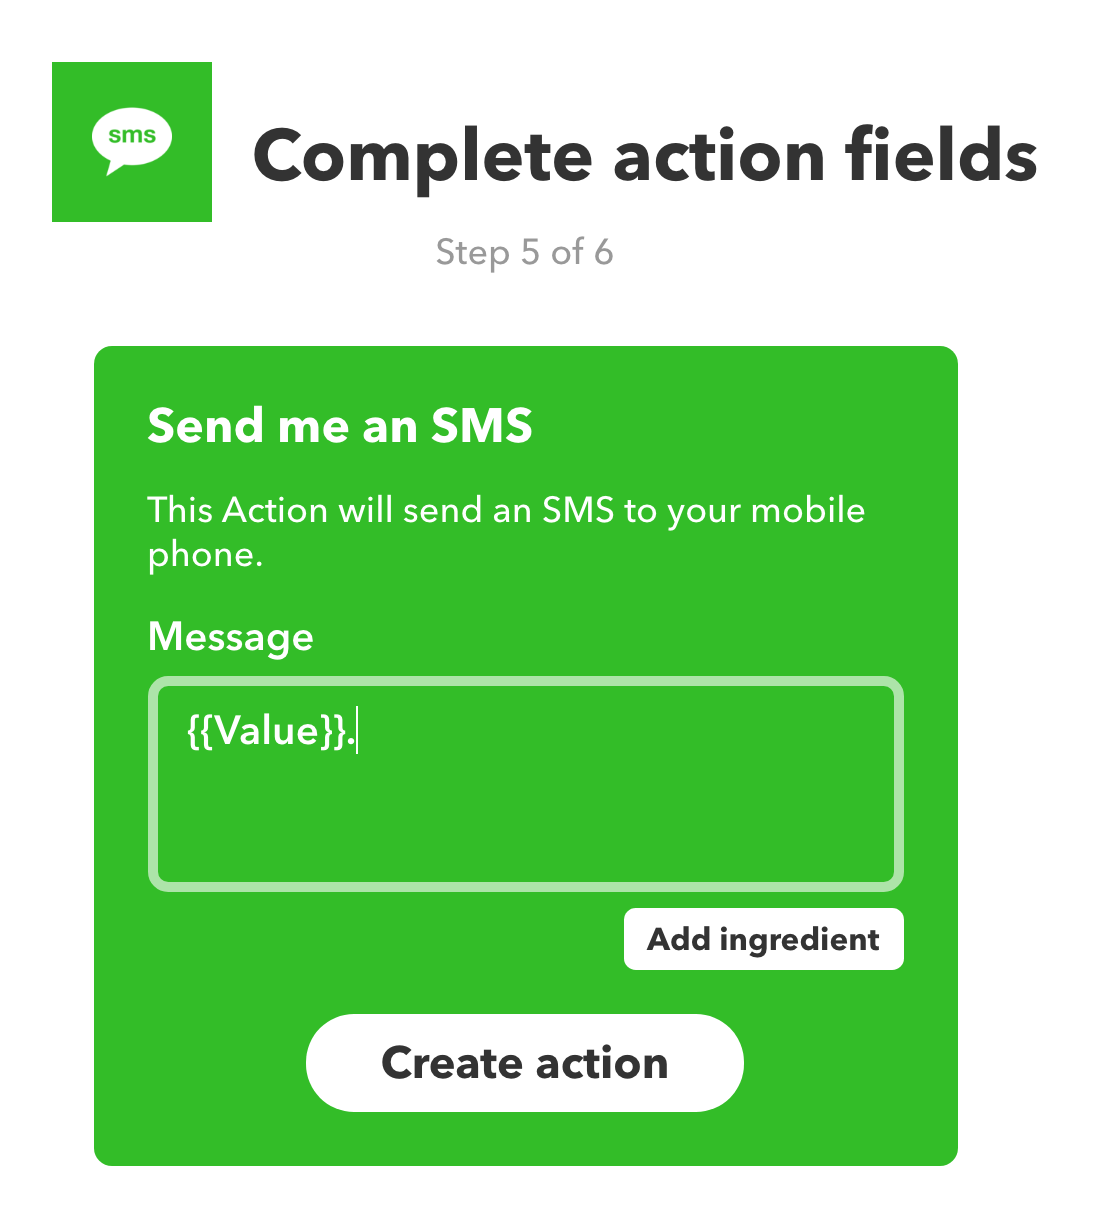 sms
Complete action fields
Step 5 of 6
Send me an SMS
This Action will send an SMS to your mobile
phone.
Message
{{Value}}.
Add ingredient
Create action